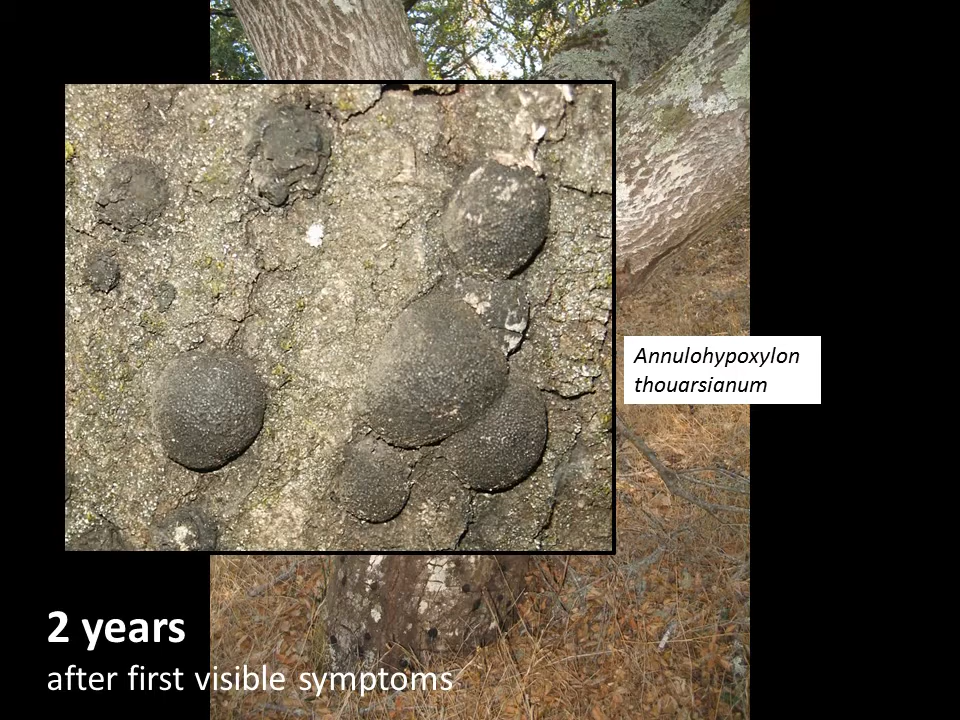 Annulohypoxylon
thouarsianum
2 years
after first visible symptoms